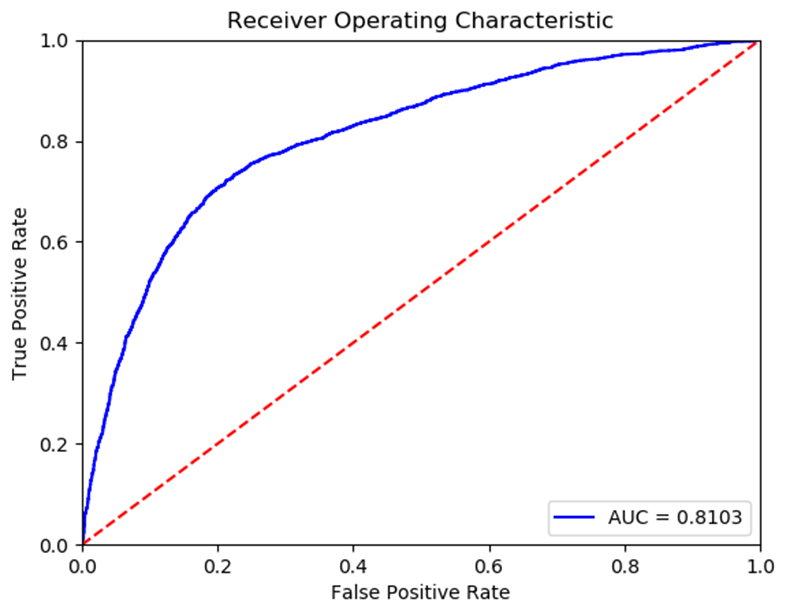 Receiver Operating Characteristic
1.0
0.8
0.6
0.4
0.2
0.0
True Positive Rate
AUC = 0.8103
0.0 0.2 0.4 0.6 0.8 1.0
False Positive Rate